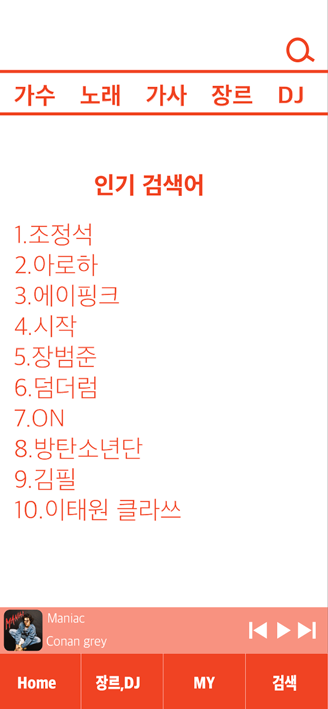 가수 노래 가사 장르 DJ
인기 검색어
1.조정석
2.아로하
3.에이핑크
4.시작
5.장범준
6.덤더럼
7.ON
8.방탄소년단
9.김필
10.이태원 클라쓰
MANIAC
Maniac
Conan grey
Home 장르,DJ MY 검색